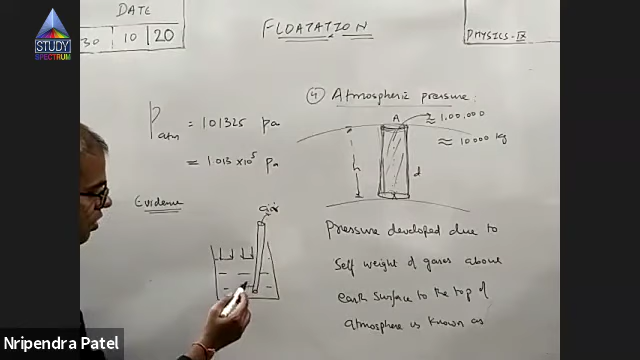 STUDY
SPECTRUM
DATE
30 10 20
FLOATATION
PHYSICS-IX
④ Atmospheric pressure:
A ≈ 1,00,000
≈ 10000 kg
h
d
Patm = 101325 pa
= 1.013 × 10⁵ Pa
Evidence
air
Pressure developed due to
self weight of gases above
earth surface to the top of
atmosphere is known as
Nripendra Patel